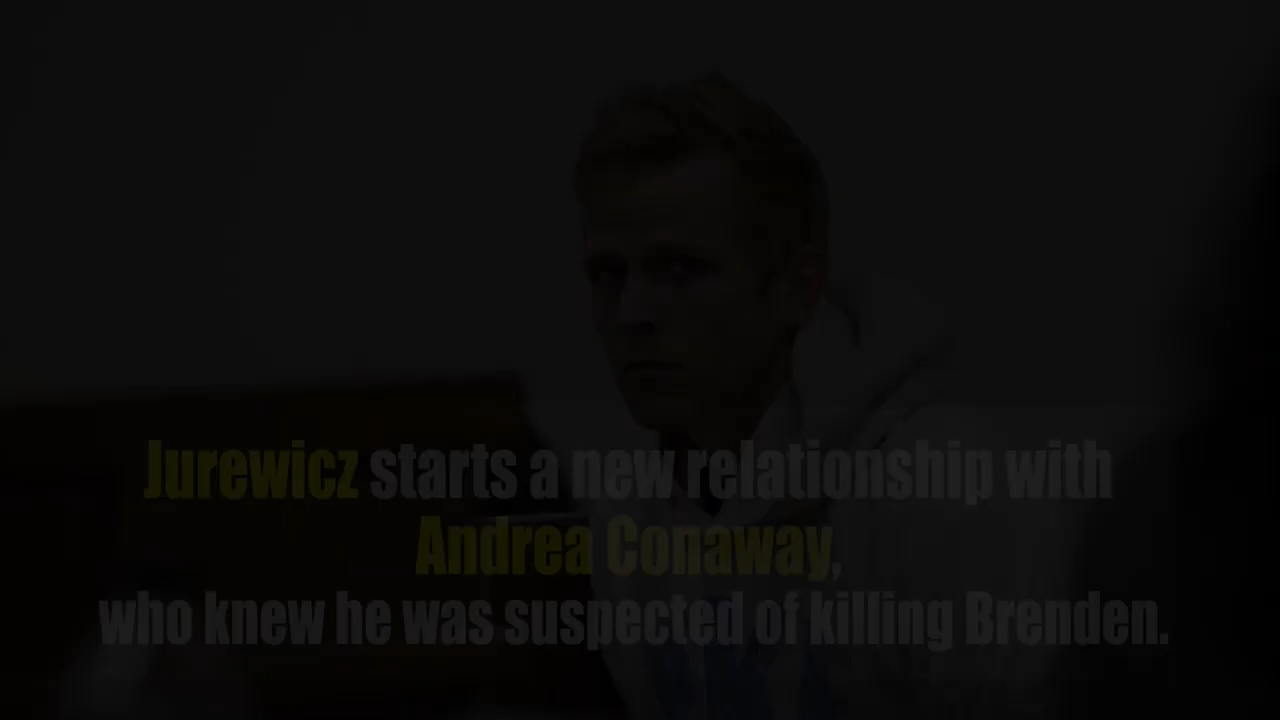 Jurewicz starts a new relationship with
Andrea Conaway,
who knew he was suspected of killing Brenden.